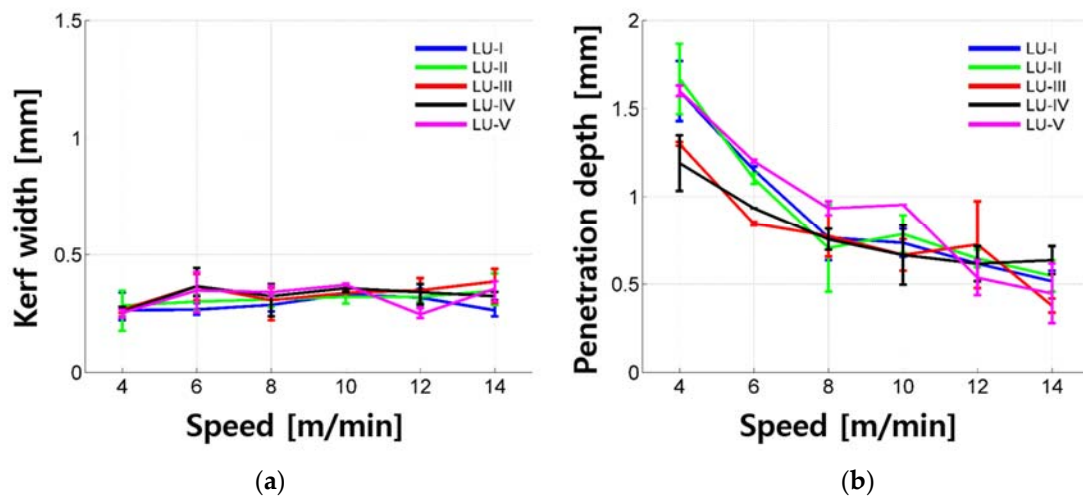 1.5
1
0.5
0
Kerf width [mm]
LU-I
LU-II
LU-III
LU-IV
LU-V
4 6 8 10 12 14
Speed [m/min]
(a)
2
1.5
1
0.5
0
Penetration depth [mm]
LU-I
LU-II
LU-III
LU-IV
LU-V
4 6 8 10 12 14
Speed [m/min]
(b)